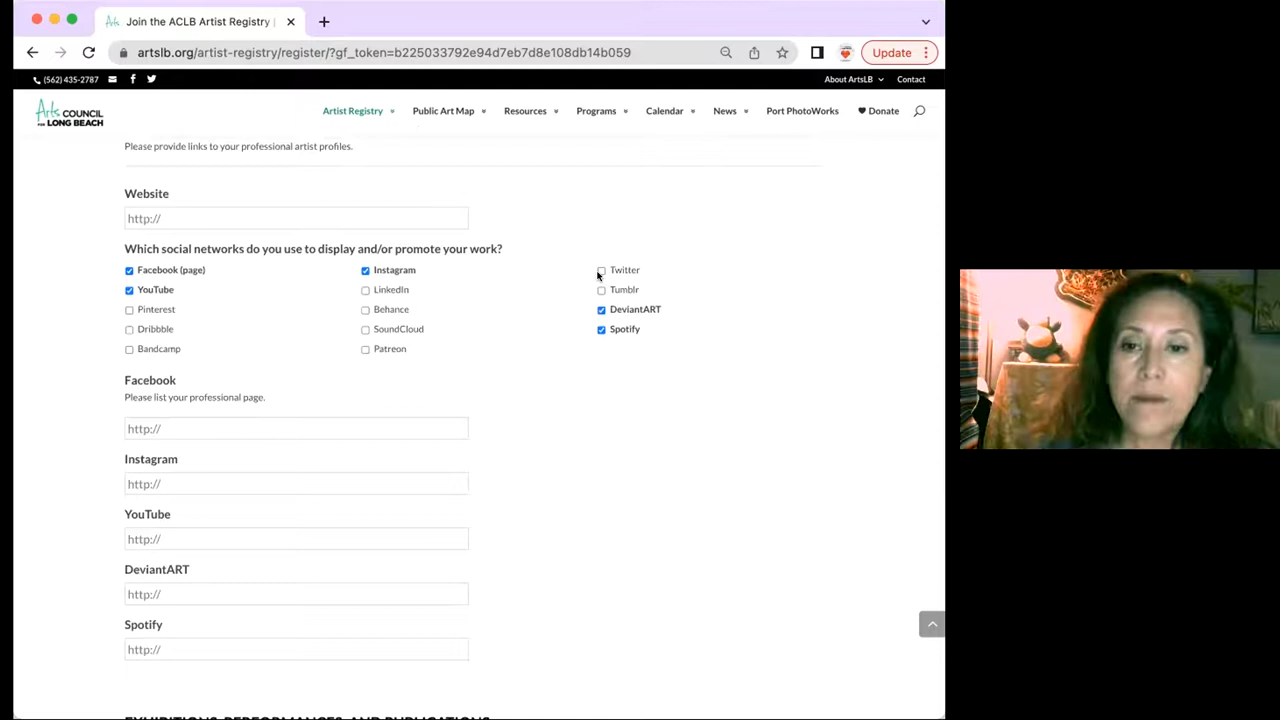 Join the ACLB Artist Registry |
artslb.org/artist-registry/register/?gf_token=b225033792e94d7eb7d8e108db14b059
Update
(562) 435-2787
About ArtsLB
Contact
Arts COUNCIL
FOR LONG BEACH
Artist Registry
Public Art Map
Resources
Programs
Calendar
News
Port PhotoWorks
Donate
Please provide links to your professional artist profiles.
Website
http://
Which social networks do you use to display and/or promote your work?
Facebook (page)
Instagram
Twitter
YouTube
LinkedIn
Tumblr
Pinterest
Behance
DeviantART
Dribbble
SoundCloud
Spotify
Bandcamp
Patreon
Facebook
Please list your professional page.
http://
Instagram
http://
YouTube
http://
DeviantART
http://
Spotify
http://
EXHIBITIONS, PERFORMANCES, AND PUBLICATIONS